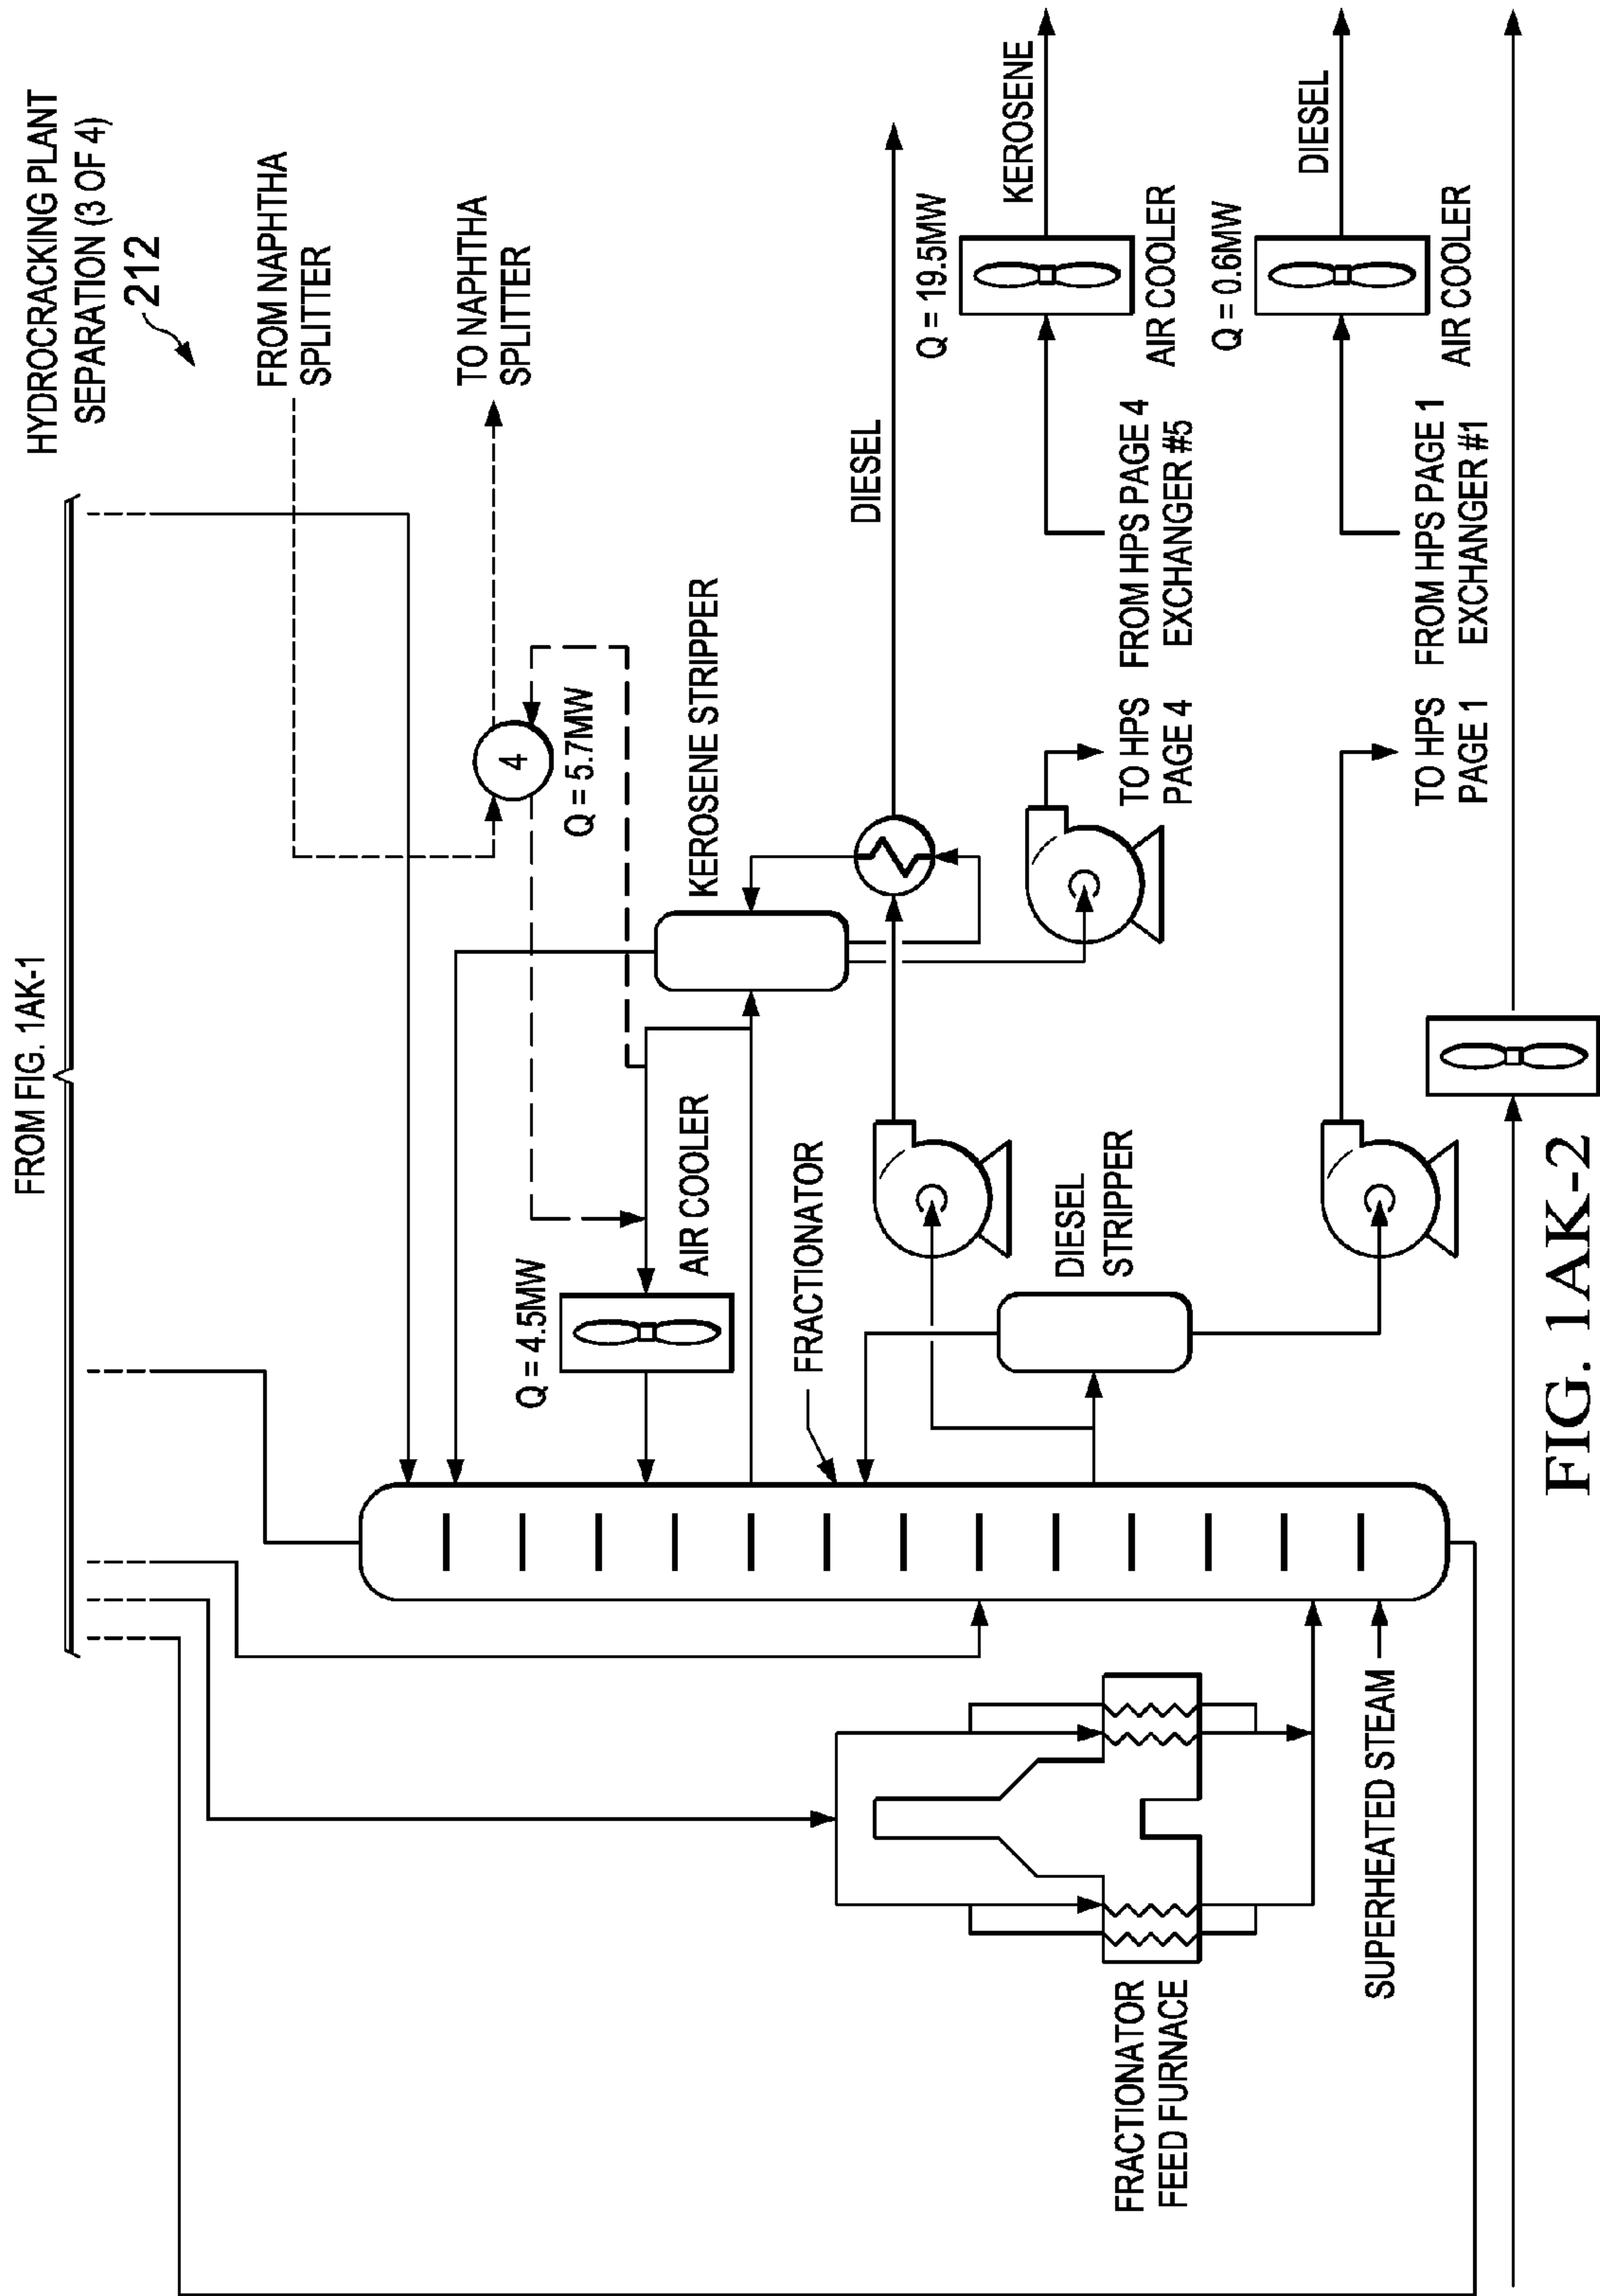 HYDROCRACKING PLANT
SEPARATION (3 OF 4)
212
FROM FIG. 1AK-1
FROM NAPHTHA
SPLITTER
TO NAPHTHA
SPLITTER
4
Q = 5.7MW
Q = 4.5MW
AIR COOLER
KEROSENE STRIPPER
FRACTIONATOR
DIESEL
Q = 19.5MW
KEROSENE
AIR COOLER
TO HPS
PAGE 4
FROM HPS PAGE 4
EXCHANGER #5
DIESEL
STRIPPER
Q = 0.6MW
DIESEL
AIR COOLER
TO HPS
PAGE 1
FROM HPS PAGE 1
EXCHANGER #1
FRACTIONATOR
FEED FURNACE
SUPERHEATED STEAM
FIG. 1AK-2